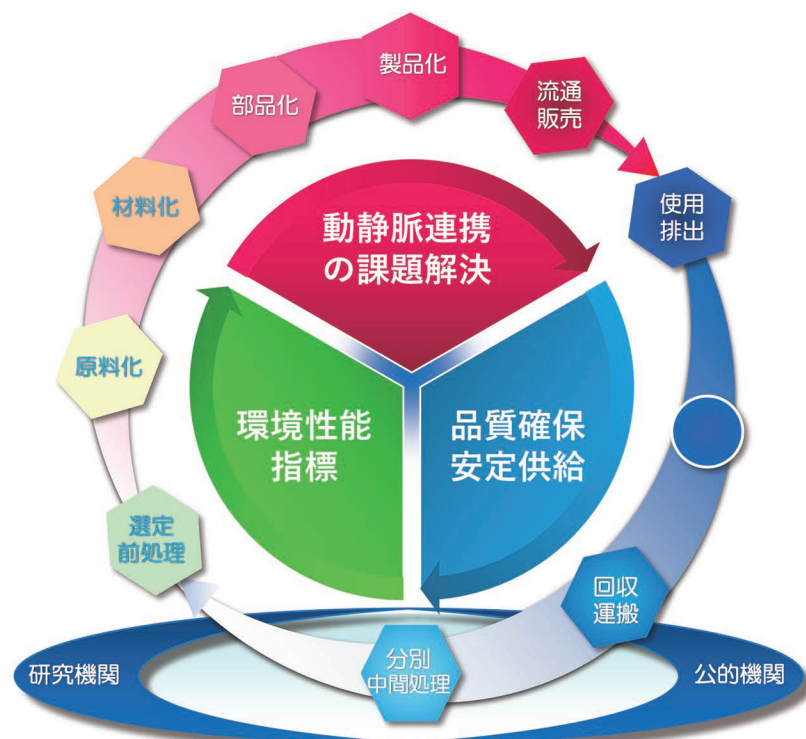 製品化
部品化
流通
販売
材料化
使用
排出
動静脈連携
の課題解決
原料化
環境性能
指標
品質確保
安定供給
選定
前処理
回収
運搬
分別
中間処理
研究機関
公的機関